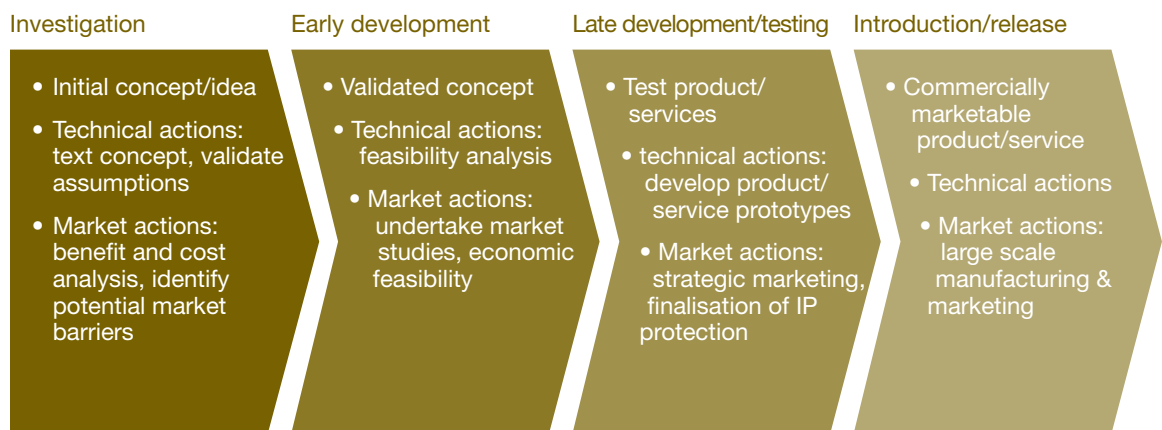 Investigation
• Initial concept/idea
• Technical actions:
text concept, validate
assumptions
• Market actions:
benefit and cost
analysis, identify
potential market
barriers
Early development
• Validated concept
• Technical actions:
feasibility analysis
• Market actions:
undertake market
studies, economic
feasibility
Late development/testing
• Test product/
services
• technical actions:
develop product/
service prototypes
• Market actions:
strategic marketing,
finalisation of IP
protection
Introduction/release
• Commercially
marketable
product/service
• Technical actions
• Market actions:
large scale
manufacturing &
marketing